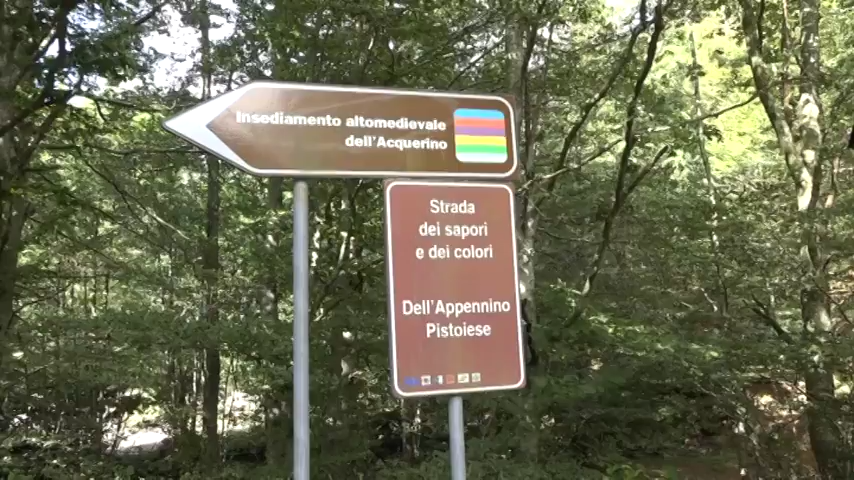 Insediamento altomedievale
dell'Acquerino
Strada
dei sapori
e dei colori
Dell'Appennino
Pistoiese